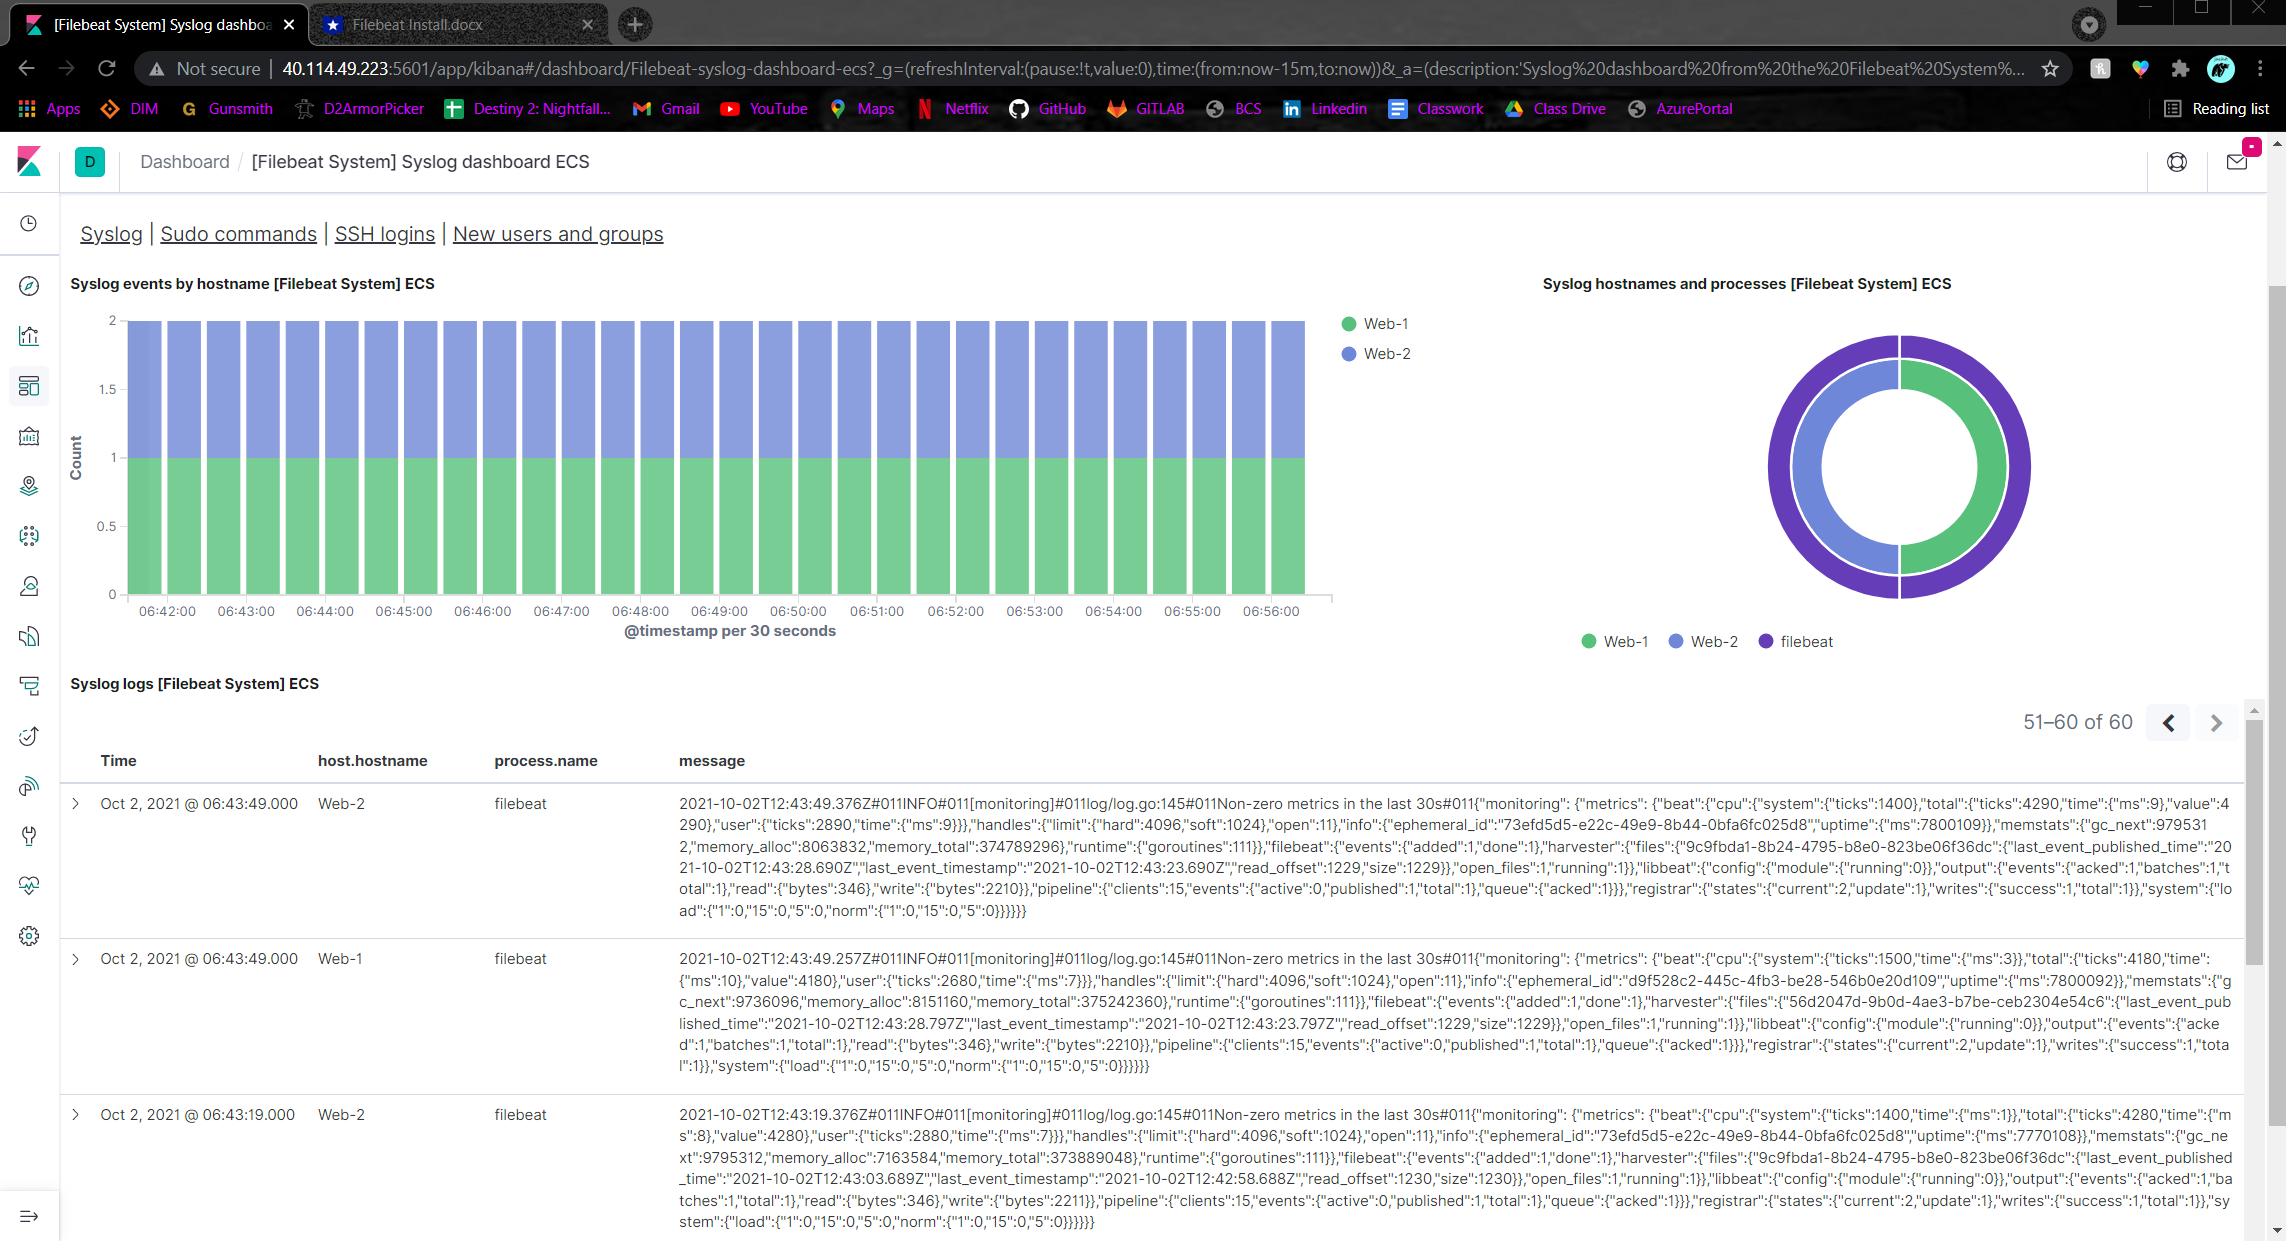 [Filebeat System] Syslog dashboa
Filebeat Install.docx
Not secure | 40.114.49.223:5601/app/kibana#/dashboard/Filebeat-syslog-dashboard-ecs?_g=(refreshInterval:(pause:!t,value:0),time:(from:now-15m,to:now))&_a=(description:'Syslog%20dashboard%20from%20the%20Filebeat%20System%...
Apps DIM Gunsmith D2ArmorPicker Destiny 2: Nightfall... Gmail YouTube Maps Netflix GitHub GITLAB BCS Linkedin Classwork Class Drive AzurePortal Reading list
D Dashboard / [Filebeat System] Syslog dashboard ECS
Syslog | Sudo commands | SSH logins | New users and groups
Syslog events by hostname [Filebeat System] ECS
2
1.5
1
0.5
0
Count
06:42:00 06:43:00 06:44:00 06:45:00 06:46:00 06:47:00 06:48:00 06:49:00 06:50:00 06:51:00 06:52:00 06:53:00 06:54:00 06:55:00 06:56:00
@timestamp per 30 seconds
Web-1
Web-2
Syslog hostnames and processes [Filebeat System] ECS
Web-1 Web-2 filebeat
Syslog logs [Filebeat System] ECS
51–60 of 60
Time host.hostname process.name message
Oct 2, 2021 @ 06:43:49.000 Web-2 filebeat 2021-10-02T12:43:49.376Z#011INFO#011[monitoring]#011log/log.go:145#011Non-zero metrics in the last 30s#011{"monitoring": {"metrics": {"beat":{"cpu":{"system":{"ticks":1400},"total":{"ticks":4290,"time":{"ms":9},"value":4
290},"user":{"ticks":2890,"time":{"ms":9}}},"handles":{"limit":{"hard":4096,"soft":1024},"open":11},"info":{"ephemeral_id":"73efd5d5-e22c-49e9-8b44-0bfa6fc025d8","uptime":{"ms":7800109}},"memstats":{"gc_next":979531
2,"memory_alloc":8063832,"memory_total":374789296},"runtime":{"goroutines":111}},"filebeat":{"events":{"added":1,"done":1},"harvester":{"files":{"9c9fbda1-8b24-4795-b8e0-823be06f36dc":{"last_event_published_time":"20
21-10-02T12:43:28.690Z","last_event_timestamp":"2021-10-02T12:43:23.690Z","read_offset":1229,"size":1229}},"open_files":1,"running":1}},"libbeat":{"config":{"module":{"running":0}},"output":{"events":{"acked":1,"batches":1,"t
otal":1},"read":{"bytes":346},"write":{"bytes":2210}},"pipeline":{"clients":15,"events":{"active":0,"published":1,"total":1},"queue":{"acked":1}}},"registrar":{"states":{"current":2,"update":1},"writes":{"success":1,"total":1}},"system":{"lo
ad":{"1":0,"15":0,"5":0,"norm":{"1":0,"15":0,"5":0}}}}}}
Oct 2, 2021 @ 06:43:49.000 Web-1 filebeat 2021-10-02T12:43:49.257Z#011INFO#011[monitoring]#011log/log.go:145#011Non-zero metrics in the last 30s#011{"monitoring": {"metrics": {"beat":{"cpu":{"system":{"ticks":1500,"time":{"ms":3}},"total":{"ticks":4180,"time":
{"ms":10},"value":4180},"user":{"ticks":2680,"time":{"ms":7}}},"handles":{"limit":{"hard":4096,"soft":1024},"open":11},"info":{"ephemeral_id":"d9f528c2-445c-4fb3-be28-546b0e20d109","uptime":{"ms":7800092}},"memstats":{"g
c_next":9736096,"memory_alloc":8151160,"memory_total":375242360},"runtime":{"goroutines":111}},"filebeat":{"events":{"added":1,"done":1},"harvester":{"files":{"56d2047d-9b0d-4ae3-b7be-ceb2304e54c6":{"last_event_pub
lished_time":"2021-10-02T12:43:28.797Z","last_event_timestamp":"2021-10-02T12:43:23.797Z","read_offset":1229,"size":1229}},"open_files":1,"running":1}},"libbeat":{"config":{"module":{"running":0}},"output":{"events":{"acke
d":1,"batches":1,"total":1},"read":{"bytes":346},"write":{"bytes":2210}},"pipeline":{"clients":15,"events":{"active":0,"published":1,"total":1},"queue":{"acked":1}}},"registrar":{"states":{"current":2,"update":1},"writes":{"success":1,"tota
l":1}},"system":{"load":{"1":0,"15":0,"5":0,"norm":{"1":0,"15":0,"5":0}}}}}}
Oct 2, 2021 @ 06:43:19.000 Web-2 filebeat 2021-10-02T12:43:19.376Z#011INFO#011[monitoring]#011log/log.go:145#011Non-zero metrics in the last 30s#011{"monitoring": {"metrics": {"beat":{"cpu":{"system":{"ticks":1400,"time":{"ms":1}},"total":{"ticks":4280,"time":{"m
s":8},"value":4280},"user":{"ticks":2880,"time":{"ms":7}}},"handles":{"limit":{"hard":4096,"soft":1024},"open":11},"info":{"ephemeral_id":"73efd5d5-e22c-49e9-8b44-0bfa6fc025d8","uptime":{"ms":7770108}},"memstats":{"gc_ne
xt":9795312,"memory_alloc":7163584,"memory_total":373889048},"runtime":{"goroutines":111}},"filebeat":{"events":{"added":1,"done":1},"harvester":{"files":{"9c9fbda1-8b24-4795-b8e0-823be06f36dc":{"last_event_published
_time":"2021-10-02T12:43:03.689Z","last_event_timestamp":"2021-10-02T12:42:58.688Z","read_offset":1230,"size":1230}},"open_files":1,"running":1}},"libbeat":{"config":{"module":{"running":0}},"output":{"events":{"acked":1,"ba
tches":1,"total":1},"read":{"bytes":346},"write":{"bytes":2211}},"pipeline":{"clients":15,"events":{"active":0,"published":1,"total":1},"queue":{"acked":1}}},"registrar":{"states":{"current":2,"update":1},"writes":{"success":1,"total":1}},"sy
stem":{"load":{"1":0,"15":0,"5":0,"norm":{"1":0,"15":0,"5":0}}}}}}